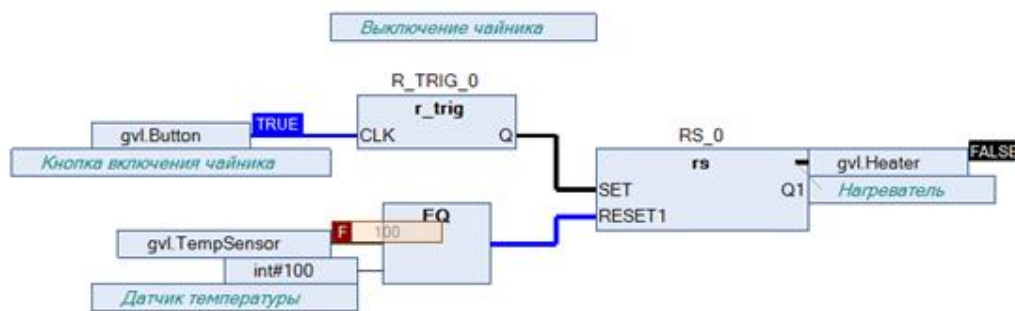 Выключение чайника
R_TRIG_0
r_trig
gvl.Button
TRUE
CLK
Q
Кнопка включения чайника
RS_0
rs
gvl.Heater
FALSE
SET
Q1
Нагреватель
RESET1
EQ
F 100
gvl.TempSensor
int#100
Датчик температуры